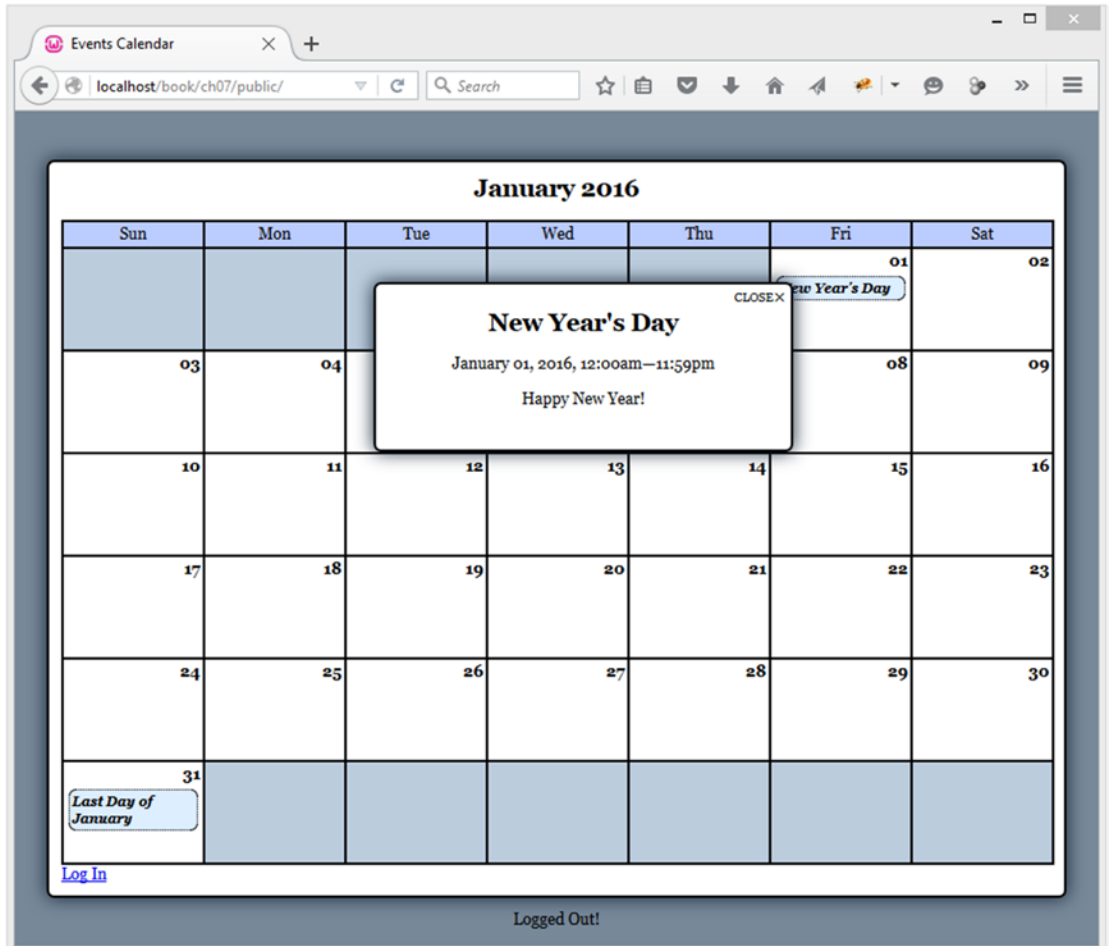 Events Calendar
localhost/book/ch07/public/
Search
January 2016
Sun Mon Tue Wed Thu Fri Sat
01 02
New Year's Day
CLOSE×
New Year's Day
January 01, 2016, 12:00am—11:59pm
Happy New Year!
03 04 08 09
10 11 12 13 14 15 16
17 18 19 20 21 22 23
24 25 26 27 28 29 30
31
Last Day of
January
Log In
Logged Out!